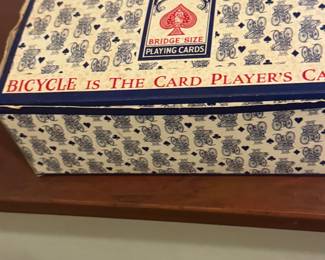 BRIDGE SIZE
PLAYING CARDS
BICYCLE IS THE CARD PLAYER'S CA